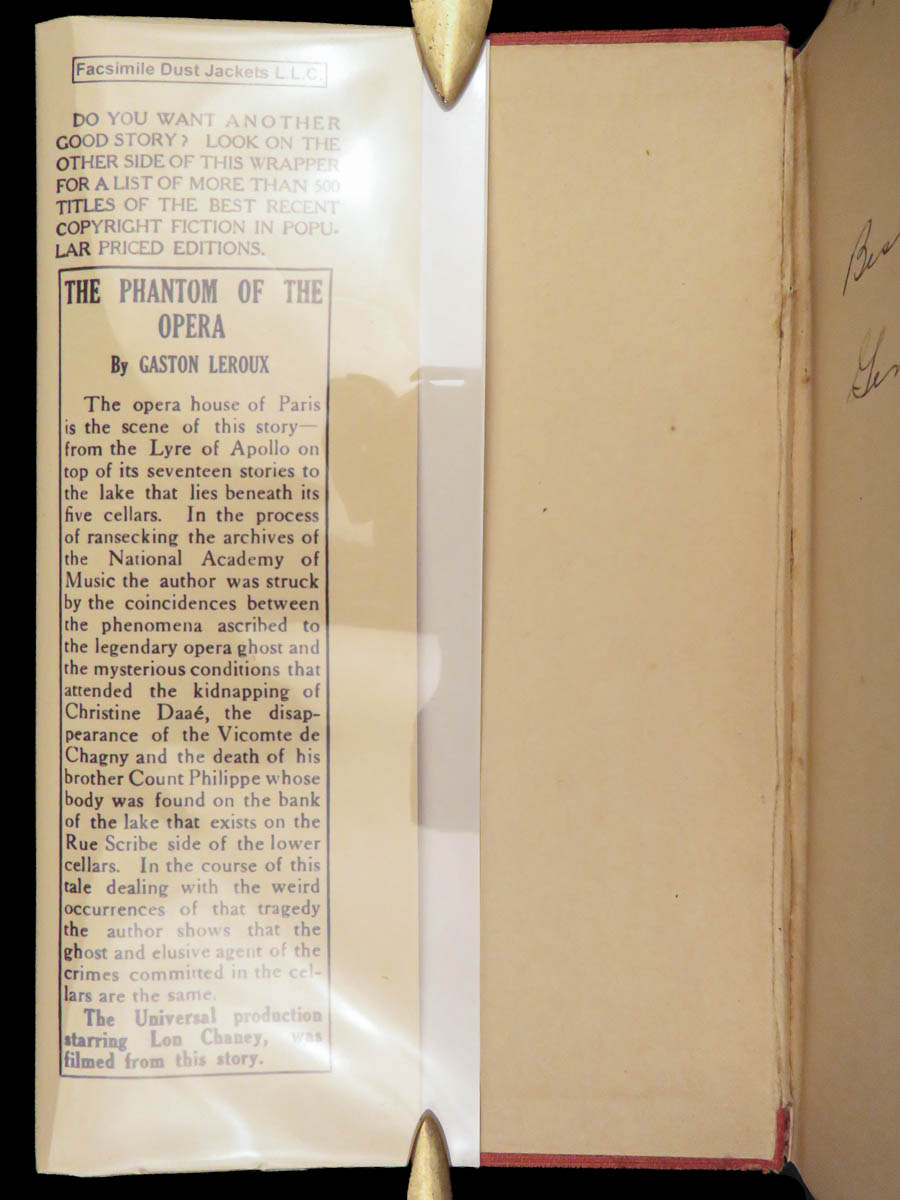 Facsimile Dust Jackets L.L.C.
DO YOU WANT ANOTHER
GOOD STORY? LOOK ON THE
OTHER SIDE OF THIS WRAPPER
FOR A LIST OF MORE THAN 500
TITLES OF THE BEST RECENT
COPYRIGHT FICTION IN POPU-
LAR PRICED EDITIONS.
THE PHANTOM OF THE
OPERA
By GASTON LEROUX
The opera house of Paris
is the scene of this story—
from the Lyre of Apollo on
top of its seventeen stories to
the lake that lies beneath its
five cellars. In the process
of ransecking the archives of
the National Academy of
Music the author was struck
by the coincidences between
the phenomena ascribed to
the legendary opera ghost and
the mysterious conditions that
attended the kidnapping of
Christine Daaé, the disap-
pearance of the Vicomte de
Chagny and the death of his
brother Count Philippe whose
body was found on the bank
of the lake that exists on the
Rue Scribe side of the lower
cellars. In the course of this
tale dealing with the weird
occurrences of that tragedy
the author shows that the
ghost and elusive agent of the
crimes committed in the cel-
lars are the same.
The Universal production
starring Lon Chaney, was
filmed from this story.